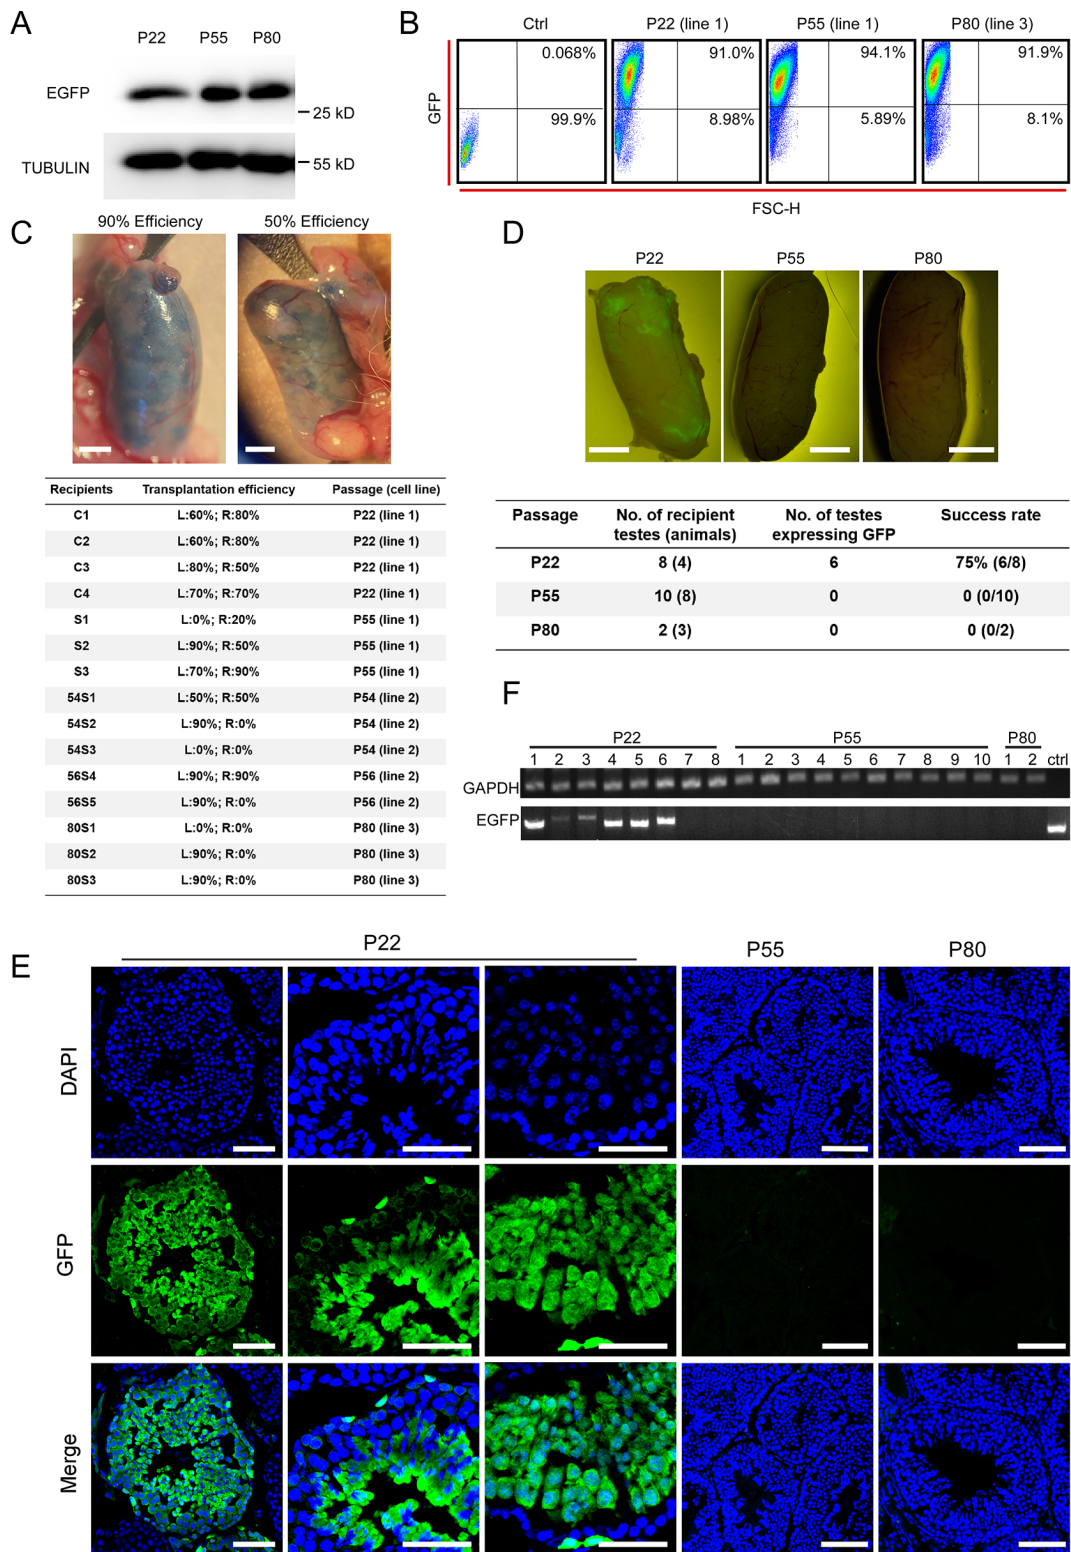 A
P22 P55 P80
EGFP
25 kD
TUBULIN
55 kD
B
Ctrl P22 (line 1) P55 (line 1) P80 (line 3)
GFP
0.068% 91.0% 94.1% 91.9%
99.9% 8.98% 5.89% 8.1%
FSC-H
C
90% Efficiency 50% Efficiency
Recipients Transplantation efficiency Passage (cell line)
C1 L:60%; R:80% P22 (line 1)
C2 L:60%; R:80% P22 (line 1)
C3 L:80%; R:50% P22 (line 1)
C4 L:70%; R:70% P22 (line 1)
S1 L:0%; R:20% P55 (line 1)
S2 L:90%; R:50% P55 (line 1)
S3 L:70%; R:90% P55 (line 1)
54S1 L:50%; R:50% P54 (line 2)
54S2 L:90%; R:0% P54 (line 2)
54S3 L:0%; R:0% P54 (line 2)
56S4 L:90%; R:90% P56 (line 2)
56S5 L:90%; R:0% P56 (line 2)
80S1 L:0%; R:0% P80 (line 3)
80S2 L:90%; R:0% P80 (line 3)
80S3 L:90%; R:0% P80 (line 3)
D
P22 P55 P80
Passage No. of recipient No. of testes Success rate
testes (animals) expressing GFP
P22 8 (4) 6 75% (6/8)
P55 10 (8) 0 0 (0/10)
P80 2 (3) 0 0 (0/2)
F
P22 P55 P80
1 2 3 4 5 6 7 8 1 2 3 4 5 6 7 8 9 10 1 2 ctrl
GAPDH
EGFP
E
P22 P55 P80
DAPI
GFP
Merge